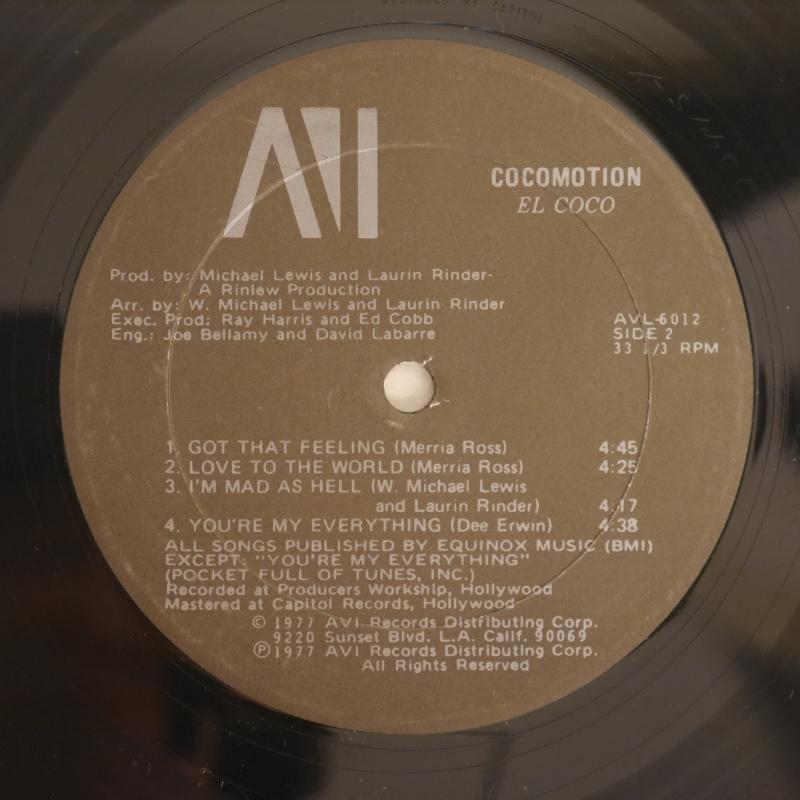 MASTERED BY CAPITOL
AVI
COCOMOTION
EL COCO
Prod. by: Michael Lewis and Laurin Rinder-
A Rinlew Production
Arr. by: W. Michael Lewis and Laurin Rinder
Exec. Prod: Ray Harris and Ed Cobb
Eng.: Joe Bellamy and David Labarre
AVL-6012
SIDE 2
33 1/3 RPM
1. GOT THAT FEELING (Merria Ross) 4:45
2. LOVE TO THE WORLD (Merria Ross) 4:25
3. I'M MAD AS HELL (W. Michael Lewis
and Laurin Rinder) 4:17
4. YOU'RE MY EVERYTHING (Dee Erwin) 4:38
ALL SONGS PUBLISHED BY EQUINOX MUSIC (BMI)
EXCEPT: "YOU'RE MY EVERYTHING"
(POCKET FULL OF TUNES, INC.)
Recorded at Producers Workship, Hollywood
Mastered at Capitol Records, Hollywood
© 1977 AVI Records Distributing Corp.
9220 Sunset Blvd. L.A. Calif. 90069
℗1977 AVI Records Distributing Corp.
All Rights Reserved